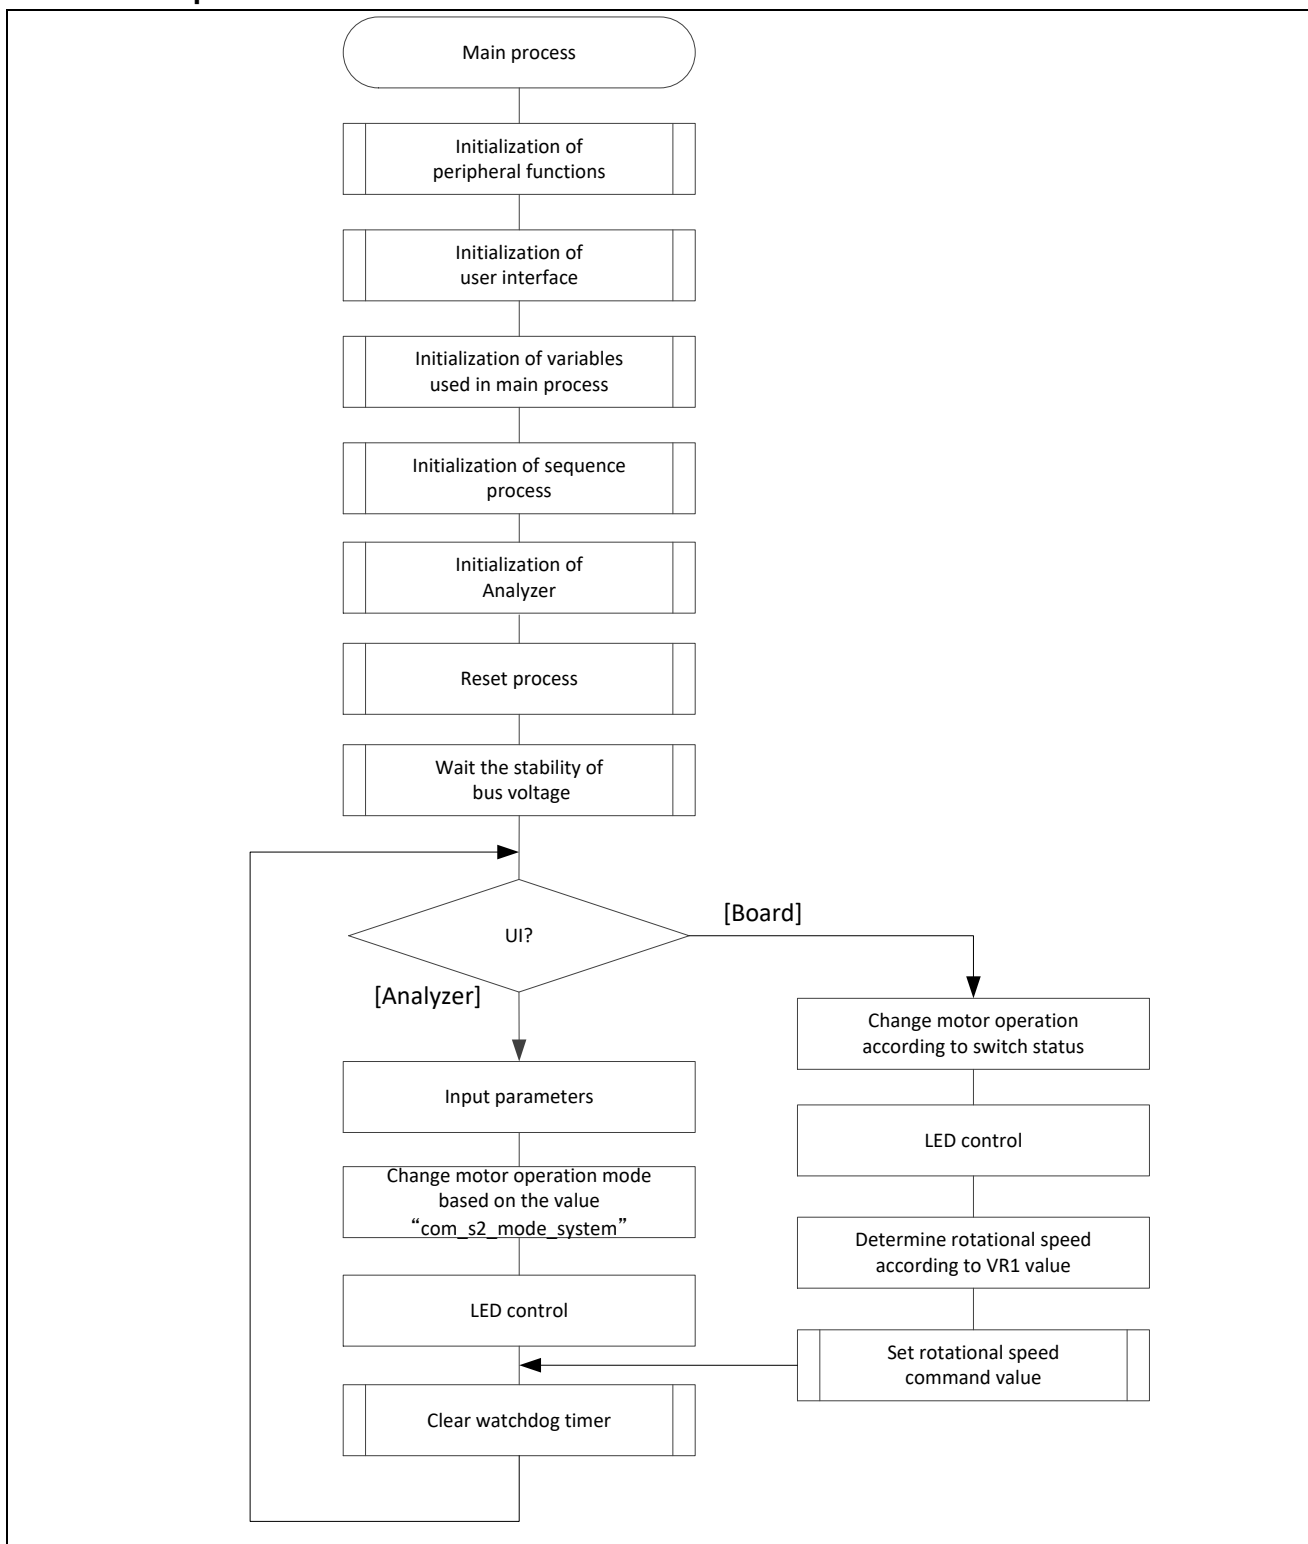 Main process
Initialization of
peripheral functions
Initialization of
user interface
Initialization of variables
used in main process
Initialization of sequence
process
Initialization of
Analyzer
Reset process
Wait the stability of
bus voltage
UI?
[Board]
[Analyzer]
Change motor operation
according to switch status
Input parameters
LED control
Change motor operation mode
based on the value
“com_s2_mode_system”
Determine rotational speed
according to VR1 value
LED control
Set rotational speed
command value
Clear watchdog timer